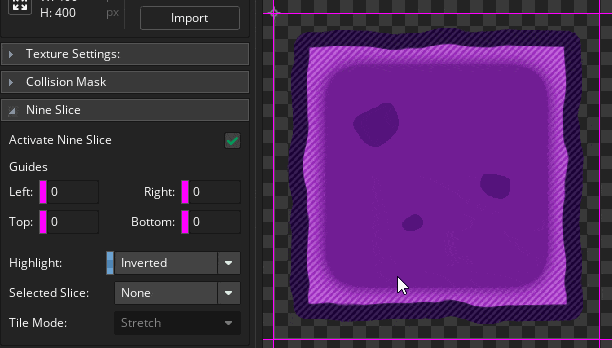 H: 400 px
Import
Texture Settings:
Collision Mask
Nine Slice
Activate Nine Slice
Guides
Left: 0 Right: 0
Top: 0 Bottom: 0
Highlight: Inverted
Selected Slice: None
Tile Mode: Stretch